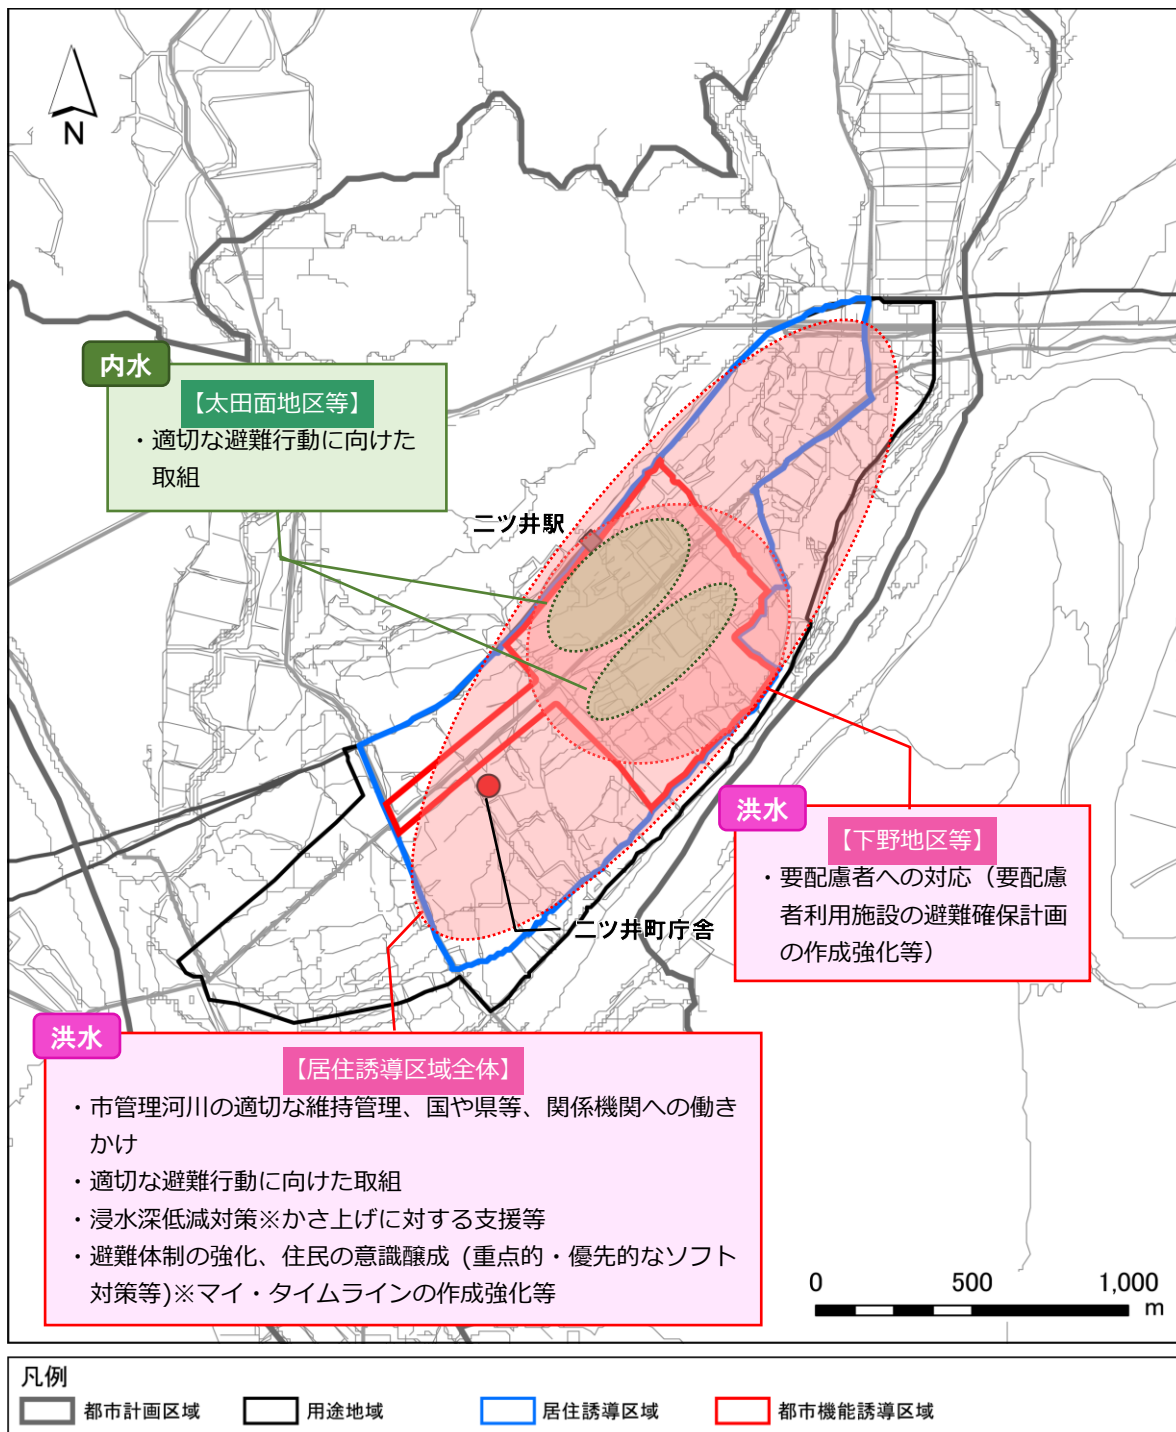 N
内水
【太田面地区等】
・適切な避難行動に向けた
取組
二ツ井駅
洪水
【下野地区等】
・要配慮者への対応（要配慮
者利用施設の避難確保計画
の作成強化等）
二ツ井町庁舎
洪水
【居住誘導区域全体】
・市管理河川の適切な維持管理、国や県等、関係機関への働き
かけ
・適切な避難行動に向けた取組
・浸水深低減対策※かさ上げに対する支援等
・避難体制の強化、住民の意識醸成 (重点的・優先的なソフト
対策等)※マイ・タイムラインの作成強化等
0 500 1,000
m
凡例
都市計画区域 用途地域 居住誘導区域 都市機能誘導区域